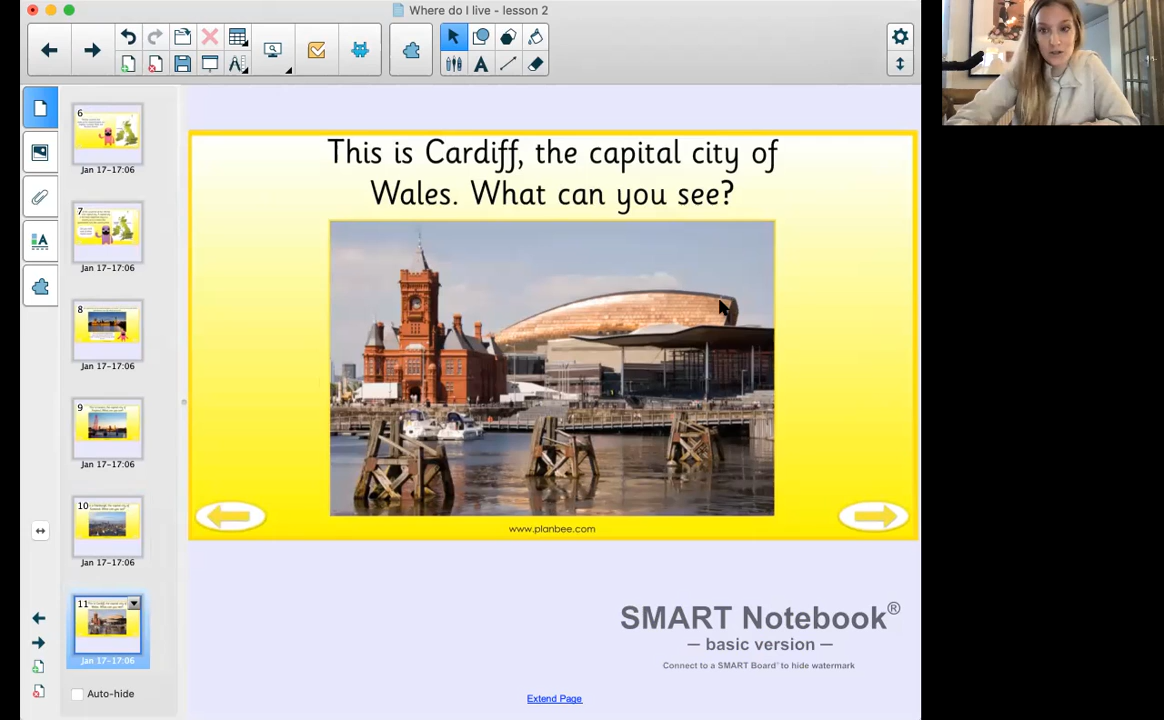 Where do I live - lesson 2
This is Cardiff, the capital city of
Wales. What can you see?
www.planbee.com
SMART Notebook®
— basic version —
Connect to a SMART Board™ to hide watermark
Extend Page
6
Jan 17-17:06
7
Jan 17-17:06
8
Jan 17-17:06
9
Jan 17-17:06
10
Jan 17-17:06
11
Jan 17-17:06
Auto-hide